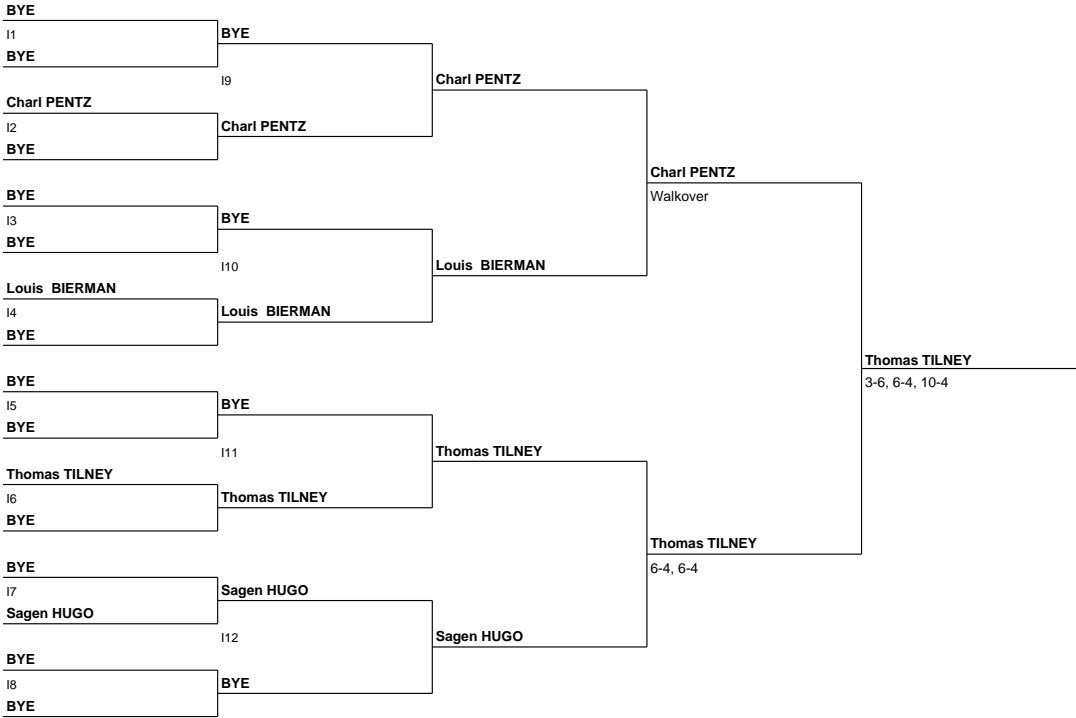 BYE
I1
BYE
BYE
I9
Charl PENTZ
Charl PENTZ
I2
Charl PENTZ
BYE
Charl PENTZ
Walkover
BYE
I3
BYE
BYE
I10
Louis BIERMAN
Louis BIERMAN
I4
Louis BIERMAN
BYE
Thomas TILNEY
3-6, 6-4, 10-4
BYE
I5
BYE
BYE
I11
Thomas TILNEY
Thomas TILNEY
I6
Thomas TILNEY
BYE
Thomas TILNEY
6-4, 6-4
BYE
I7
Sagen HUGO
Sagen HUGO
I12
Sagen HUGO
BYE
I8
BYE
BYE